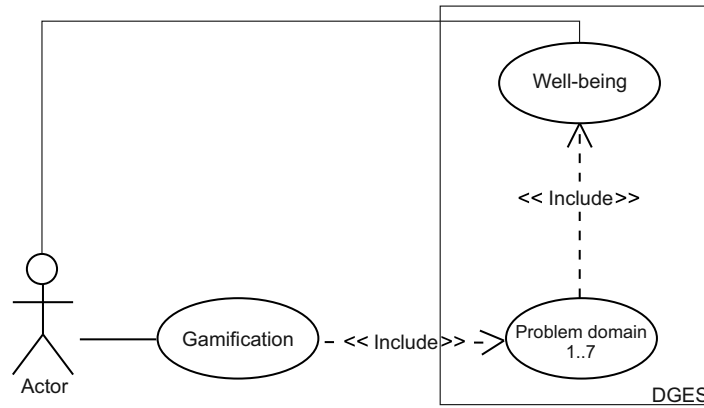 Well-being
<< Include>>
Gamification
<< Include>>
Problem domain
1..7
Actor
DGES